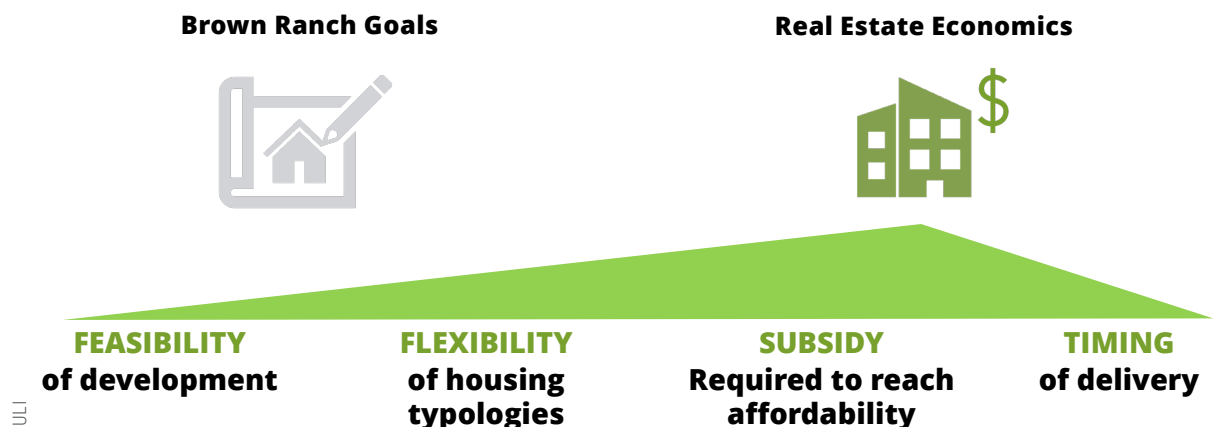 Brown Ranch Goals
Real Estate Economics
$
FEASIBILITY
of development
FLEXIBILITY
of housing
typologies
SUBSIDY
Required to reach
affordability
TIMING
of delivery
ULI